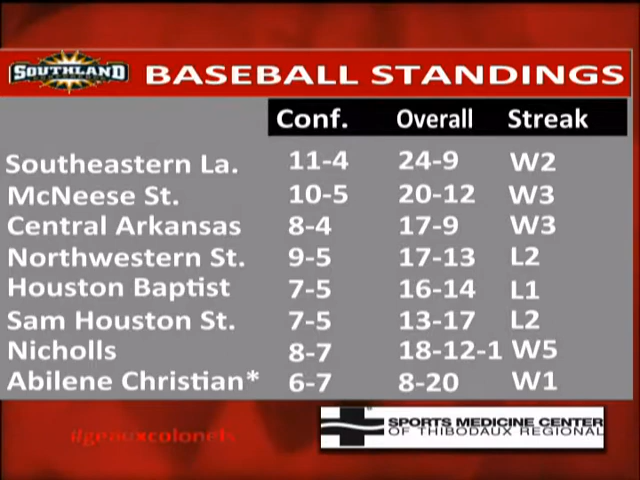 SOUTHLAND BASEBALL STANDINGS
Conf. Overall Streak
Southeastern La. 11-4 24-9 W2
McNeese St. 10-5 20-12 W3
Central Arkansas 8-4 17-9 W3
Northwestern St. 9-5 17-13 L2
Houston Baptist 7-5 16-14 L1
Sam Houston St. 7-5 13-17 L2
Nicholls 8-7 18-12-1 W5
Abilene Christian* 6-7 8-20 W1
#geauxcolonels
SPORTS MEDICINE CENTER
OF THIBODAUX REGIONAL